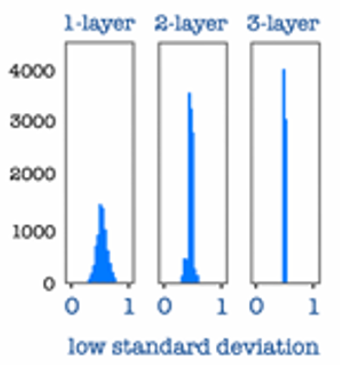 1-layer 2-layer 3-layer
4000
3000
2000
1000
0
0 1 0 1 0 1
low standard deviation